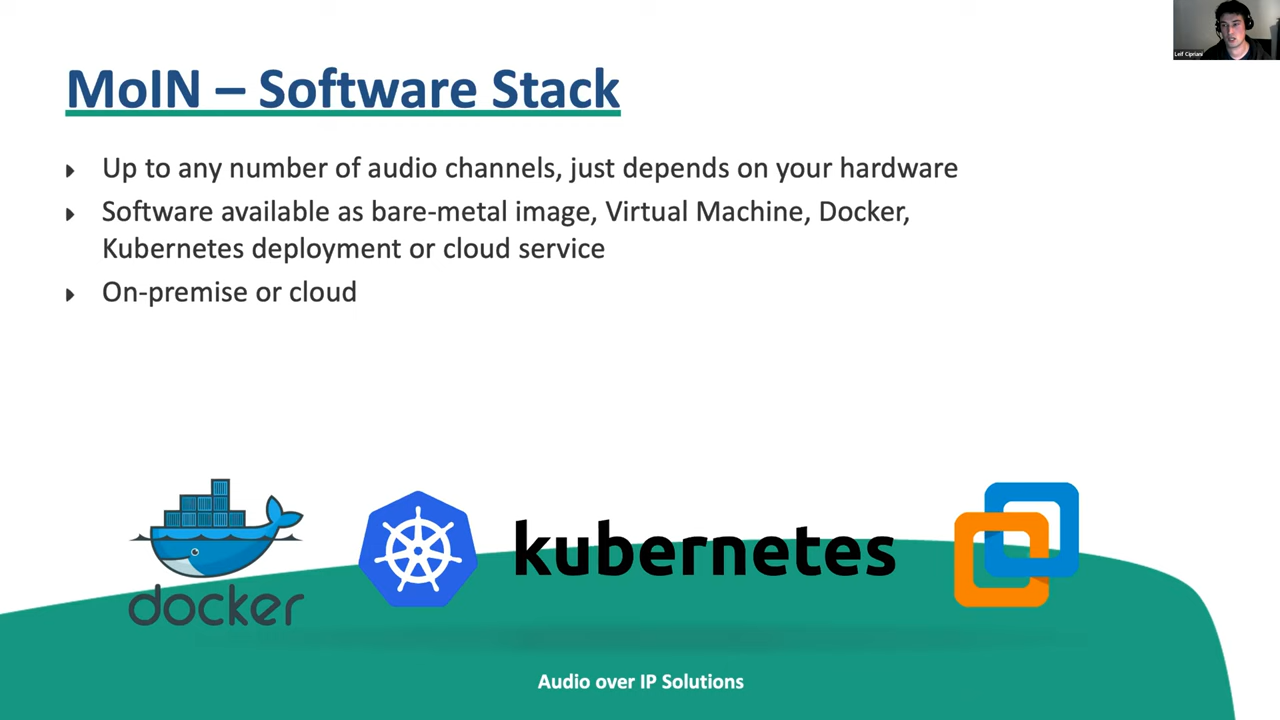 Leif Cipriani
MoIN – Software Stack
Up to any number of audio channels, just depends on your hardware
Software available as bare-metal image, Virtual Machine, Docker,
Kubernetes deployment or cloud service
On-premise or cloud
docker
kubernetes
Audio over IP Solutions